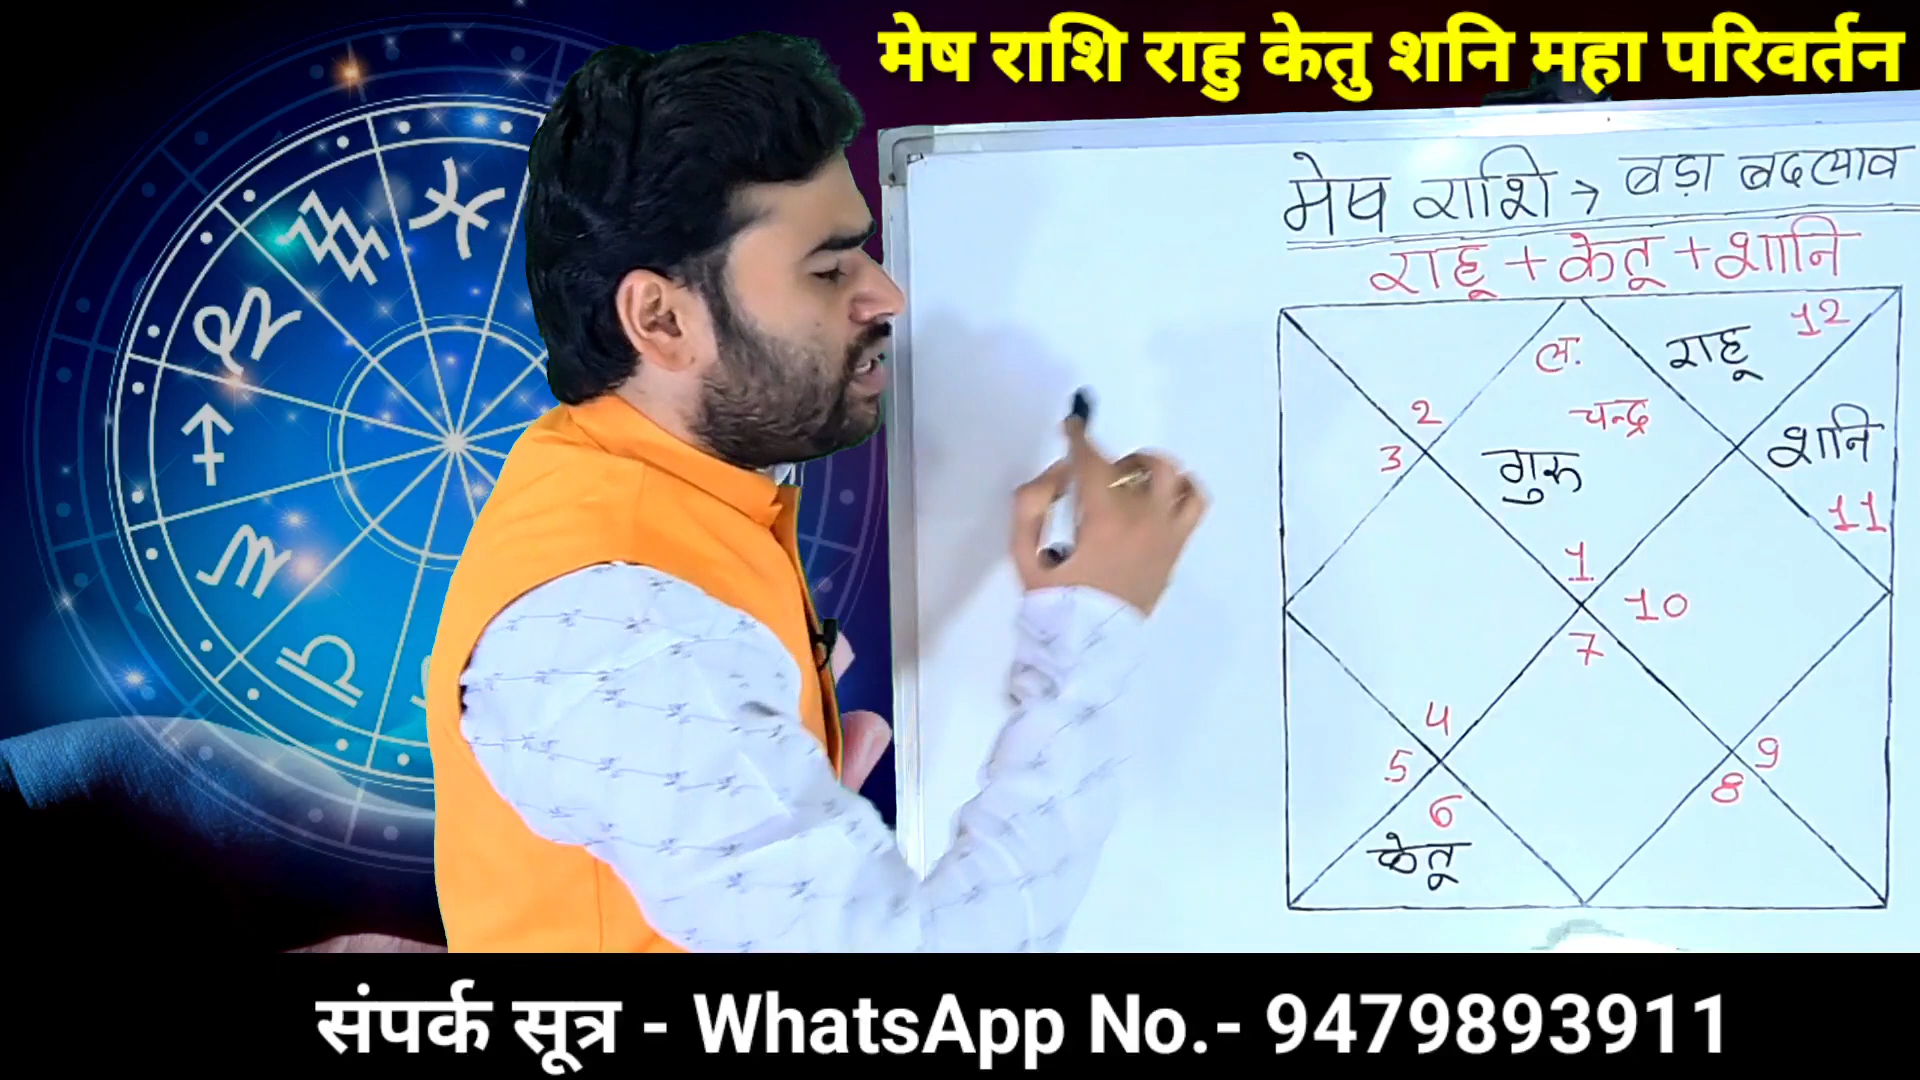 मेष राशि राहु केतु शनि महा परिवर्तन
मेष राशि → बड़ा बदलाव
राहू + केतू + शनि
12
ल.
राहू
2
चन्द्र
3
गुरू
शनि
11
1
10
7
4
5
9
8
6
केतू
संपर्क सूत्र - WhatsApp No.- 9479893911